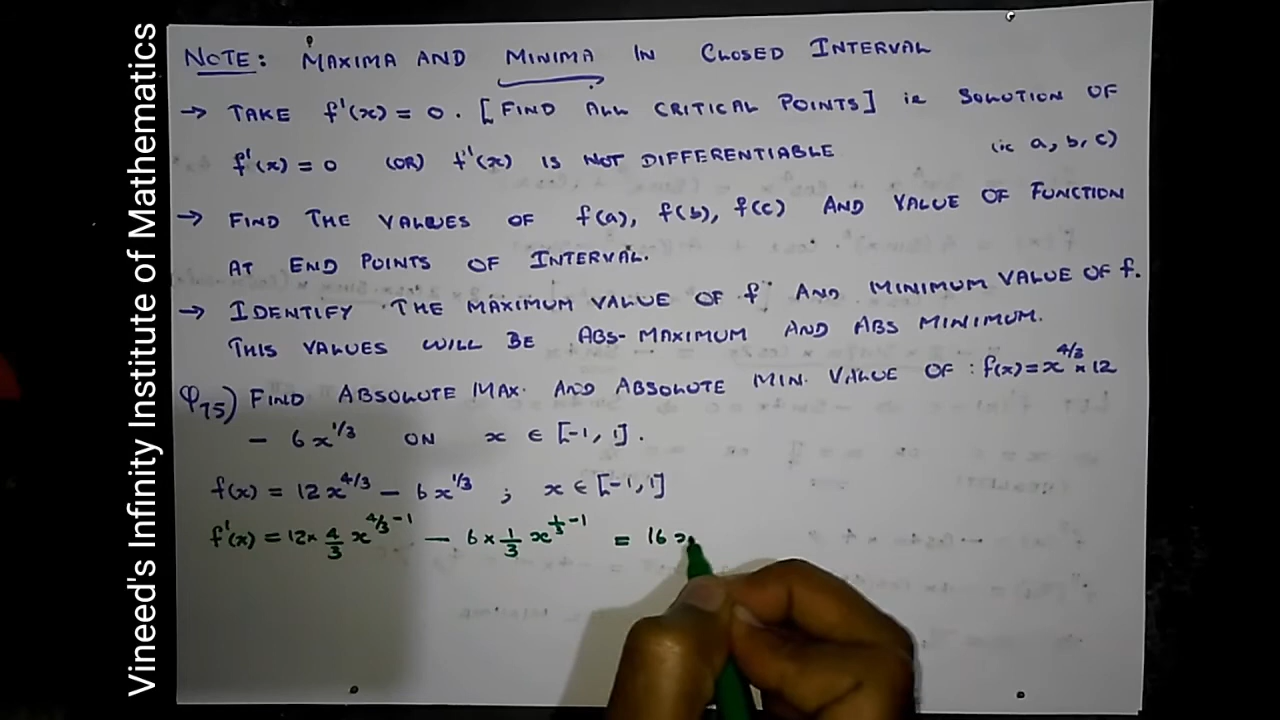 Vineed's Infinity Institute of Mathematics
NOTE: MAXIMA AND MINIMA IN CLOSED INTERVAL
→ TAKE f'(x) = 0. [FIND ALL CRITICAL POINTS] ie SOLUTION OF
f'(x) = 0 (OR) f'(x) IS NOT DIFFERENTIABLE (ie a, b, c)
→ FIND THE VALUES OF f(a), f(b), f(c) AND VALUE OF FUNCTION
AT END POINTS OF INTERVAL.
→ IDENTIFY THE MAXIMUM VALUE OF f AND MINIMUM VALUE OF f.
THIS VALUES WILL BE ABS-MAXIMUM AND ABS MINIMUM.
Q15) FIND ABSOLUTE MAX. AND ABSOLUTE MIN. VALUE OF : f(x) = x^4/3 × 12
- 6x^1/3 ON x ∈ [-1, 1].
f(x) = 12x^4/3 - 6x^1/3 ; x ∈ [-1, 1]
f'(x) = 12 × 4/3 x^4/3-1 - 6 × 1/3 x^1/3-1 = 16x